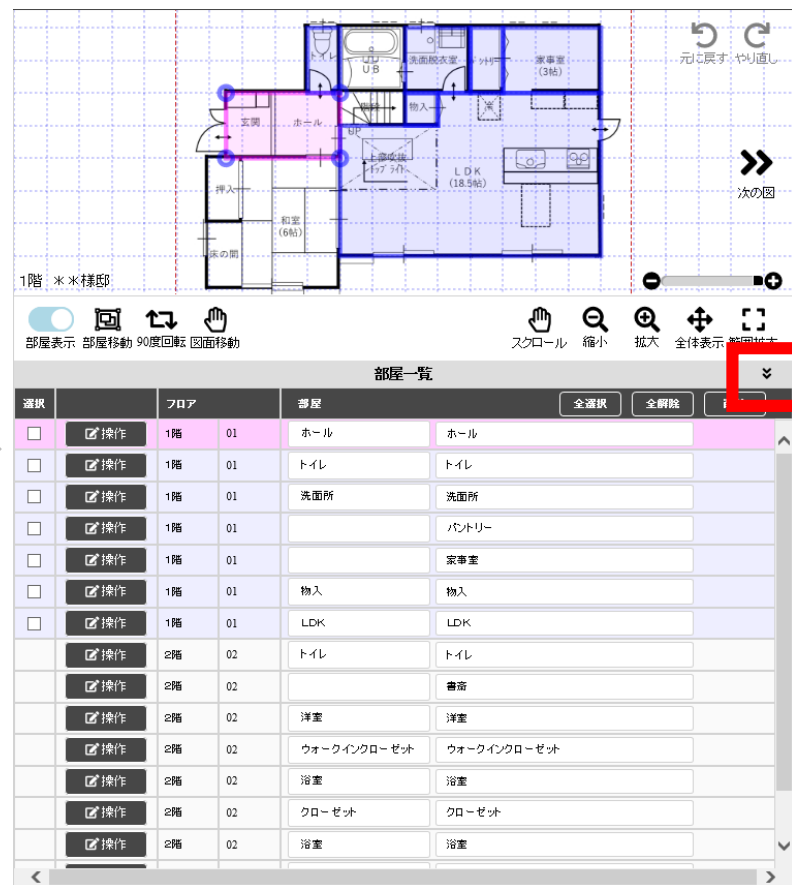 元に戻す やり直し
トイレ
UB
洗面脱衣室
家事室
(3帖)
玄関 ホール
階段
物入
UP
上部吹抜
LDK
(18.5帖)
次の図
押入
和室
(6帖)
床の間
1階 **様邸
部屋表示 部屋移動 90度回転 図面移動 スクロール 縮小 拡大 全体表示
部屋一覧
選択 フロア 部屋 全選択 全解除
操作 1階 01 ホール ホール
操作 1階 01 トイレ トイレ
操作 1階 01 洗面所 洗面所
操作 1階 01 パントリー
操作 1階 01 家事室
操作 1階 01 物入 物入
操作 1階 01 LDK LDK
操作 2階 02 トイレ トイレ
操作 2階 02 書斎
操作 2階 02 洋室 洋室
操作 2階 02 ウォークインクローゼット ウォークインクローゼット
操作 2階 02 浴室 浴室
操作 2階 02 クローゼット クローゼット
操作 2階 02 浴室 浴室